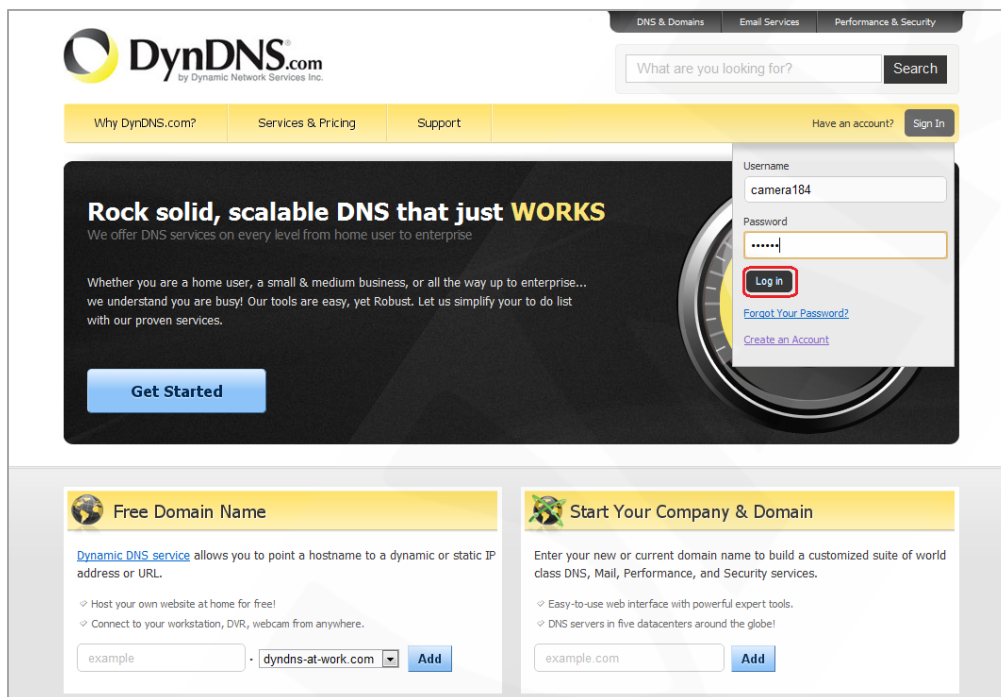 DNS & Domains Email Services Performance & Security
DynDNS.com
by Dynamic Network Services Inc.
What are you looking for? Search
Why DynDNS.com? Services & Pricing Support Have an account? Sign In
Username
camera184
Password
••••••
Log in
Forgot Your Password?
Create an Account
Rock solid, scalable DNS that just WORKS
We offer DNS services on every level from home user to enterprise
Whether you are a home user, a small & medium business, or all the way up to enterprise...
we understand you are busy! Our tools are easy, yet Robust. Let us simplify your to do list
with our proven services.
Get Started
Free Domain Name
Dynamic DNS service allows you to point a hostname to a dynamic or static IP
address or URL.
Host your own website at home for free!
Connect to your workstation, DVR, webcam from anywhere.
example . dyndns-at-work.com Add
Start Your Company & Domain
Enter your new or current domain name to build a customized suite of world
class DNS, Mail, Performance, and Security services.
Easy-to-use web interface with powerful expert tools.
DNS servers in five datacenters around the globe!
example.com Add